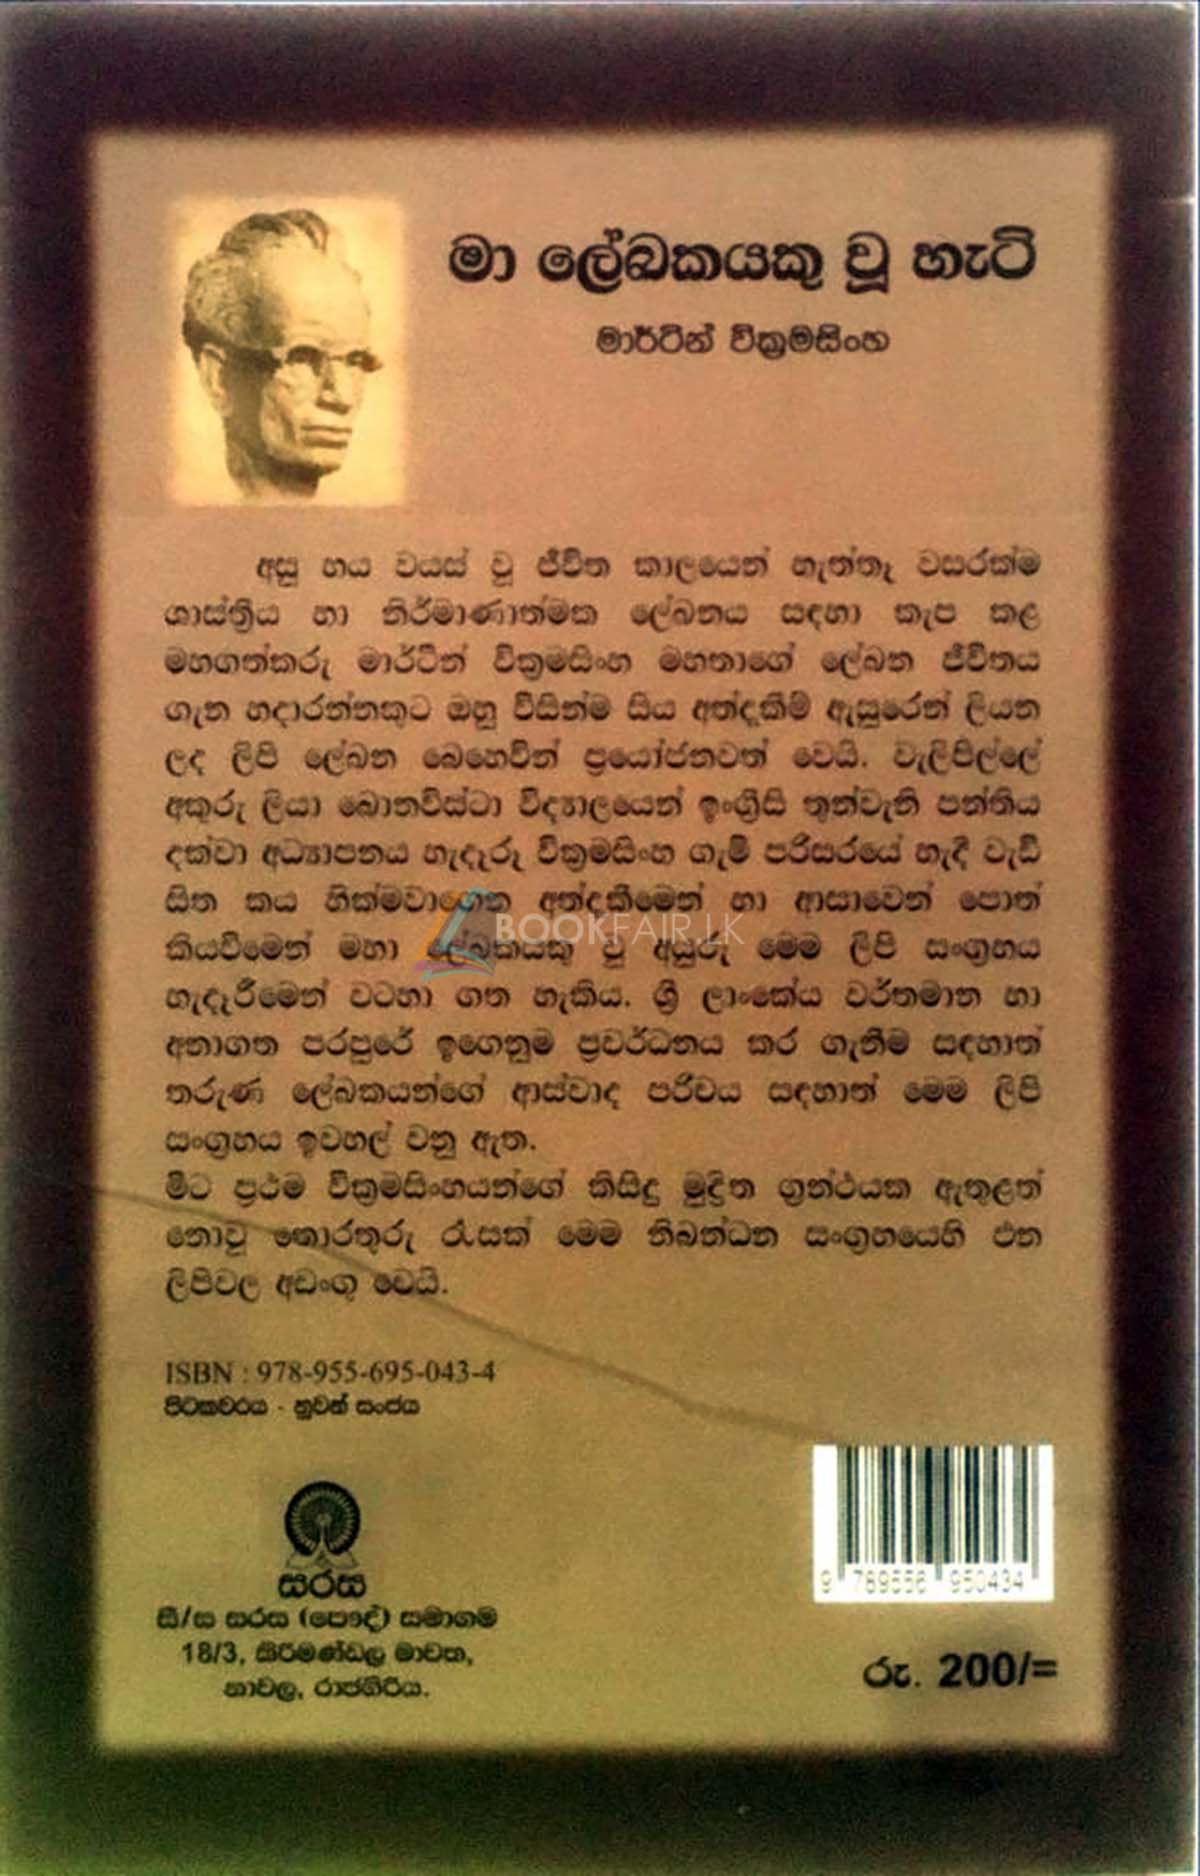 මා ලේඛකයකු වූ හැටි
මාර්ටින් වික්‍රමසිංහ
අසූ හය වයස් වූ ජීවිත කාලයෙන් හැත්තෑ වසරක්ම
ශාස්ත්‍රීය හා නිර්මාණාත්මක ලේඛනය සඳහා කැප කළ
මහගත්කරු මාර්ටින් වික්‍රමසිංහ මහතාගේ ලේඛන ජීවිතය
ගැන හදාරන්නකුට ඔහු විසින්ම සිය අත්දැකීම් ඇසුරෙන් ලියන
ලද ලිපි ලේඛන බෙහෙවින් ප්‍රයෝජනවත් වෙයි. වැලිපිල්ලේ
අකුරු ලියා බොනවිස්ටා විද්‍යාලයෙන් ඉංග්‍රීසි තුන්වැනි පන්තිය
දක්වා අධ්‍යාපනය හැදෑරූ වික්‍රමසිංහ ගැමි පරිසරයේ හැදී වැඩී
සිත කය හික්මවාගෙන අත්දැකීමෙන් හා ආසාවෙන් පොත්
කියවීමෙන් මහා ලේඛකයකු වූ අයුරු මෙම ලිපි සංග්‍රහය
හැදෑරීමෙන් වටහා ගත හැකිය. ශ්‍රී ලාංකේය වර්තමාන හා
අනාගත පරපුරේ ඉගෙනුම ප්‍රවර්ධනය කර ගැනීම සඳහාත්
තරුණ ලේඛකයන්ගේ ආස්වාද පරිචය සඳහාත් මෙම ලිපි
සංග්‍රහය ඉවහල් වනු ඇත.
මීට ප්‍රථම වික්‍රමසිංහයන්ගේ කිසිදු මුද්‍රිත ග්‍රන්ථයක ඇතුළත්
නොවූ තොරතුරු රැසක් මෙම නිබන්ධන සංග්‍රහයෙහි එන
ලිපිවල අඩංගු වෙයි.
BOOKFAIR.LK
ISBN : 978-955-695-043-4
පිටකවරය - නුවන් සංජය
සරස
සී/ස සරස (පෞද්) සමාගම
18/3, සිරිමණ්ඩල මාවත,
නාවල, රාජගිරිය.
9 789556 950434
රු. 200/=